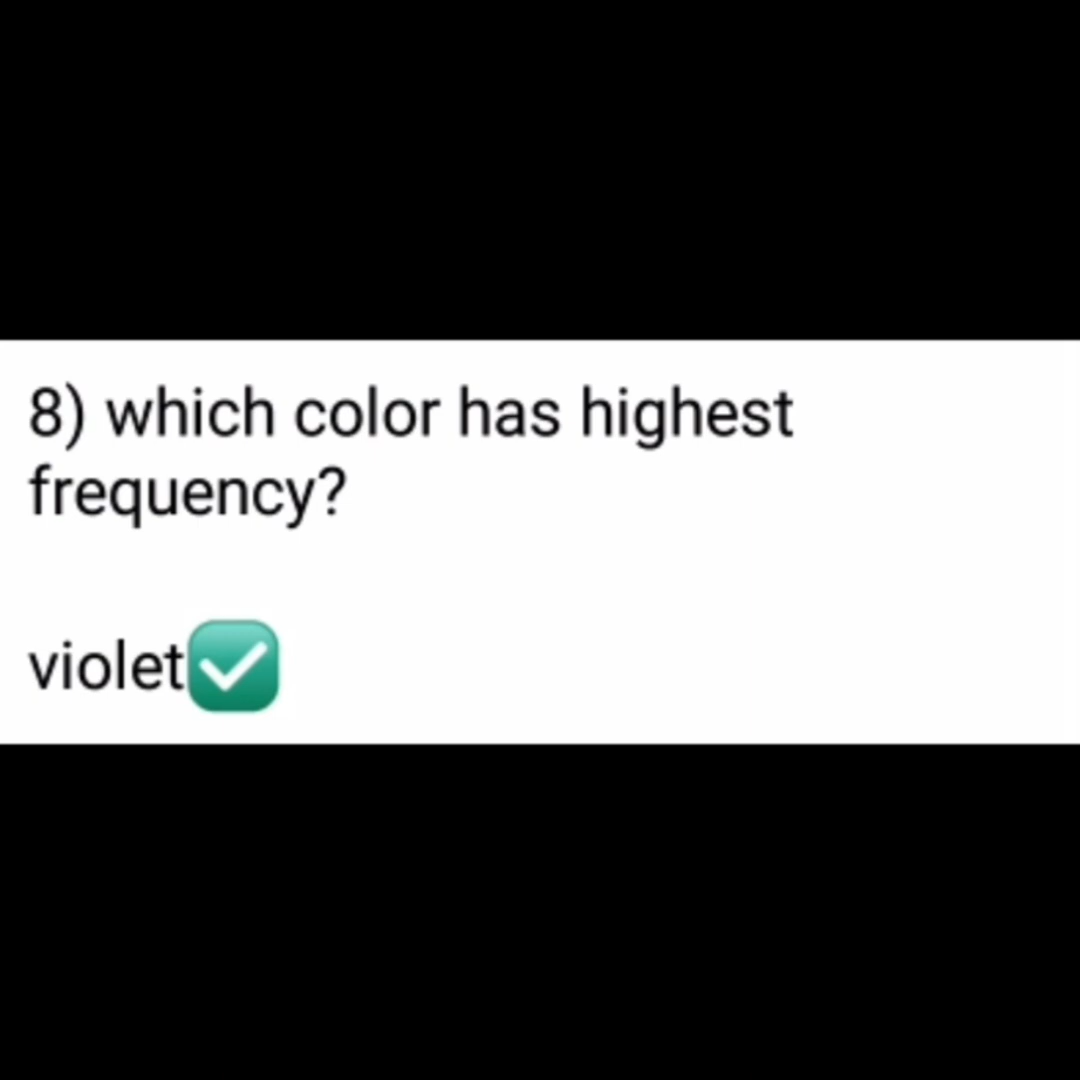 8) which color has highest
frequency?
violet✅